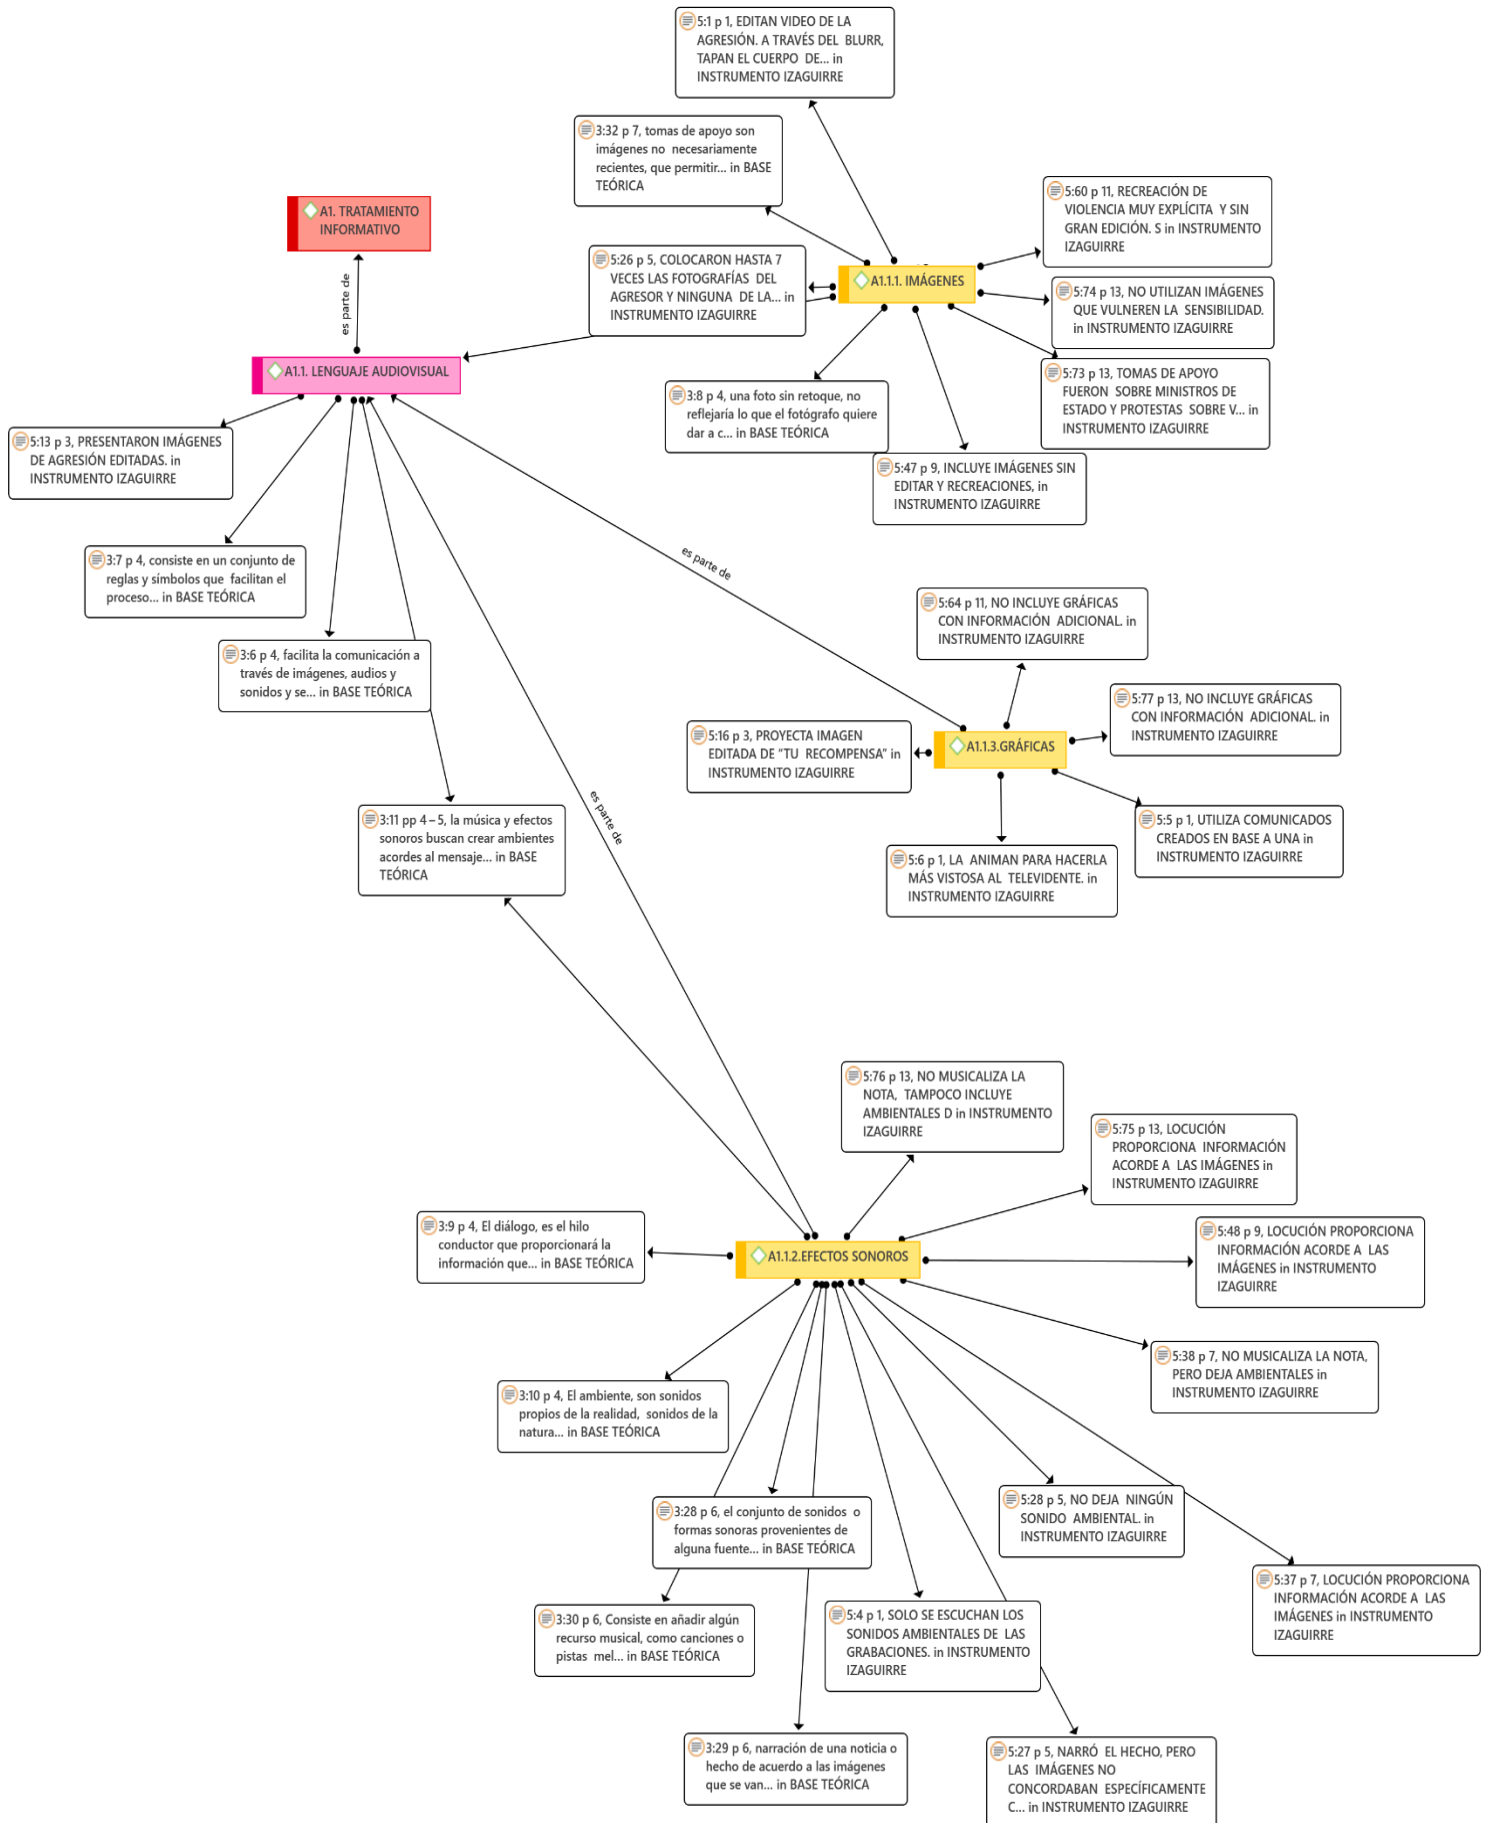 5:1 p 1, EDITAN VIDEO DE LA
AGRESIÓN. A TRAVÉS DEL  BLURR,
TAPAN EL CUERPO  DE... in
INSTRUMENTO IZAGUIRRE
3:32 p 7, tomas de apoyo son
imágenes no  necesariamente
recientes, que permitir... in BASE
TEÓRICA
5:60 p 11, RECREACIÓN DE
VIOLENCIA MUY EXPLÍCITA  Y SIN
GRAN EDICIÓN. S in INSTRUMENTO
IZAGUIRRE
A1. TRATAMIENTO
INFORMATIVO
5:26 p 5, COLOCARON HASTA 7
VECES LAS FOTOGRAFÍAS  DEL
AGRESOR Y NINGUNA  DE LA... in
INSTRUMENTO IZAGUIRRE
A1.1.1. IMÁGENES
5:74 p 13, NO UTILIZAN IMÁGENES
QUE VULNEREN LA  SENSIBILIDAD.
in INSTRUMENTO IZAGUIRRE
es parte de
A1.1. LENGUAJE AUDIOVISUAL
5:73 p 13, TOMAS DE APOYO
FUERON  SOBRE MINISTROS DE
ESTADO Y PROTESTAS  SOBRE V... in
INSTRUMENTO IZAGUIRRE
3:8 p 4, una foto sin retoque, no
reflejaría lo que el fotógrafo quiere
dar a c... in BASE TEÓRICA
5:13 p 3, PRESENTARON IMÁGENES
DE AGRESIÓN EDITADAS. in
INSTRUMENTO IZAGUIRRE
5:47 p 9, INCLUYE IMÁGENES SIN
EDITAR Y RECREACIONES, in
INSTRUMENTO IZAGUIRRE
3:7 p 4, consiste en un conjunto de
reglas y símbolos que  facilitan el
proceso... in BASE TEÓRICA
es parte de
5:64 p 11, NO INCLUYE GRÁFICAS
CON INFORMACIÓN  ADICIONAL. in
INSTRUMENTO IZAGUIRRE
3:6 p 4, facilita la comunicación a
través de imágenes, audios y
sonidos y se... in BASE TEÓRICA
5:77 p 13, NO INCLUYE GRÁFICAS
CON INFORMACIÓN  ADICIONAL. in
INSTRUMENTO IZAGUIRRE
5:16 p 3, PROYECTA IMAGEN
EDITADA DE “TU  RECOMPENSA” in
INSTRUMENTO IZAGUIRRE
A1.1.3.GRÁFICAS
es parte de
3:11 pp 4 – 5, la música y efectos
sonoros buscan crear ambientes
acordes al mensaje... in BASE
TEÓRICA
5:5 p 1, UTILIZA COMUNICADOS
CREADOS EN BASE A UNA in
INSTRUMENTO IZAGUIRRE
5:6 p 1, LA  ANIMAN PARA HACERLA
MÁS VISTOSA AL  TELEVIDENTE. in
INSTRUMENTO IZAGUIRRE
5:76 p 13, NO MUSICALIZA LA
NOTA,  TAMPOCO INCLUYE
AMBIENTALES D in INSTRUMENTO
IZAGUIRRE
5:75 p 13, LOCUCIÓN
PROPORCIONA  INFORMACIÓN
ACORDE A  LAS IMÁGENES in
INSTRUMENTO IZAGUIRRE
3:9 p 4, El diálogo, es el hilo
conductor que proporcionará la
información que... in BASE TEÓRICA
A1.1.2.EFECTOS SONOROS
5:48 p 9, LOCUCIÓN PROPORCIONA
INFORMACIÓN ACORDE A  LAS
IMÁGENES in INSTRUMENTO
IZAGUIRRE
5:38 p 7, NO MUSICALIZA LA NOTA,
PERO DEJA AMBIENTALES in
INSTRUMENTO IZAGUIRRE
3:10 p 4, El ambiente, son sonidos
propios de la realidad,  sonidos de la
natura... in BASE TEÓRICA
5:28 p 5, NO DEJA  NINGÚN
SONIDO  AMBIENTAL. in
INSTRUMENTO IZAGUIRRE
3:28 p 6, el conjunto de sonidos  o
formas sonoras provenientes de
alguna fuente... in BASE TEÓRICA
5:37 p 7, LOCUCIÓN PROPORCIONA
INFORMACIÓN ACORDE A  LAS
IMÁGENES in INSTRUMENTO
IZAGUIRRE
3:30 p 6, Consiste en añadir algún
recurso musical, como canciones o
pistas  mel... in BASE TEÓRICA
5:4 p 1, SOLO SE ESCUCHAN LOS
SONIDOS AMBIENTALES DE  LAS
GRABACIONES. in INSTRUMENTO
IZAGUIRRE
3:29 p 6, narración de una noticia o
hecho de acuerdo a las imágenes
que se van... in BASE TEÓRICA
5:27 p 5, NARRÓ  EL HECHO, PERO
LAS  IMÁGENES NO
CONCORDABAN  ESPECÍFICAMENTE
C... in INSTRUMENTO IZAGUIRRE